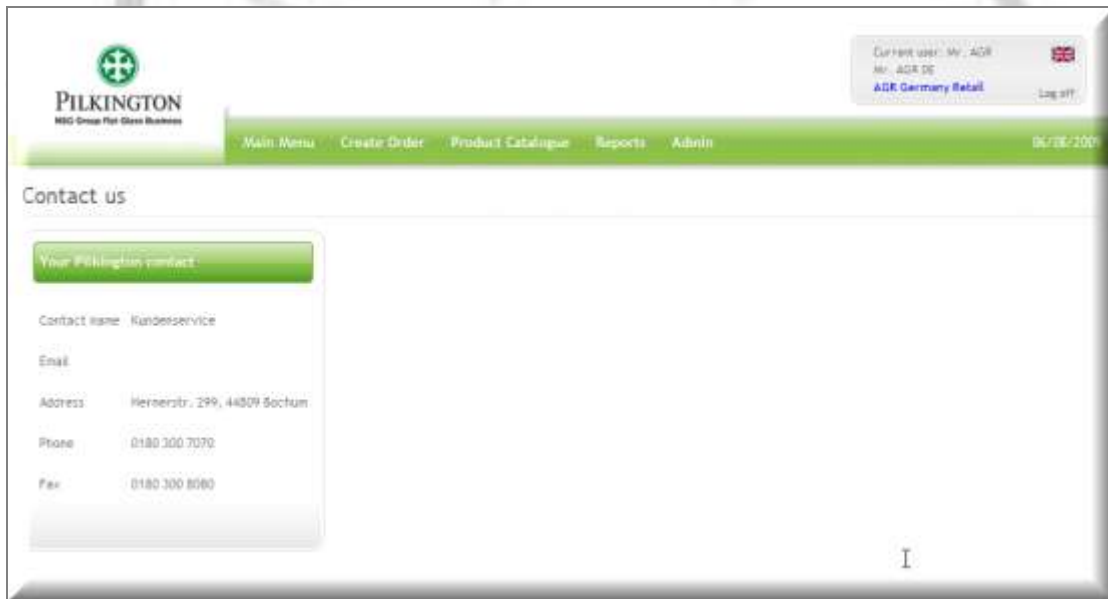 PILKINGTON
NSG Group Flat Glass Business
Current user: Mr. AGR
Mr. AGR DE
AGR Germany Retail
Log off
Main Menu Create Order Product Catalogue Reports Admin
Contact us
Your Pilkington contact
Contact name Kundenservice
Email
Address Hernerstr. 299, 44809 Bochum
Phone 0180 300 7070
Fax 0180 300 8080